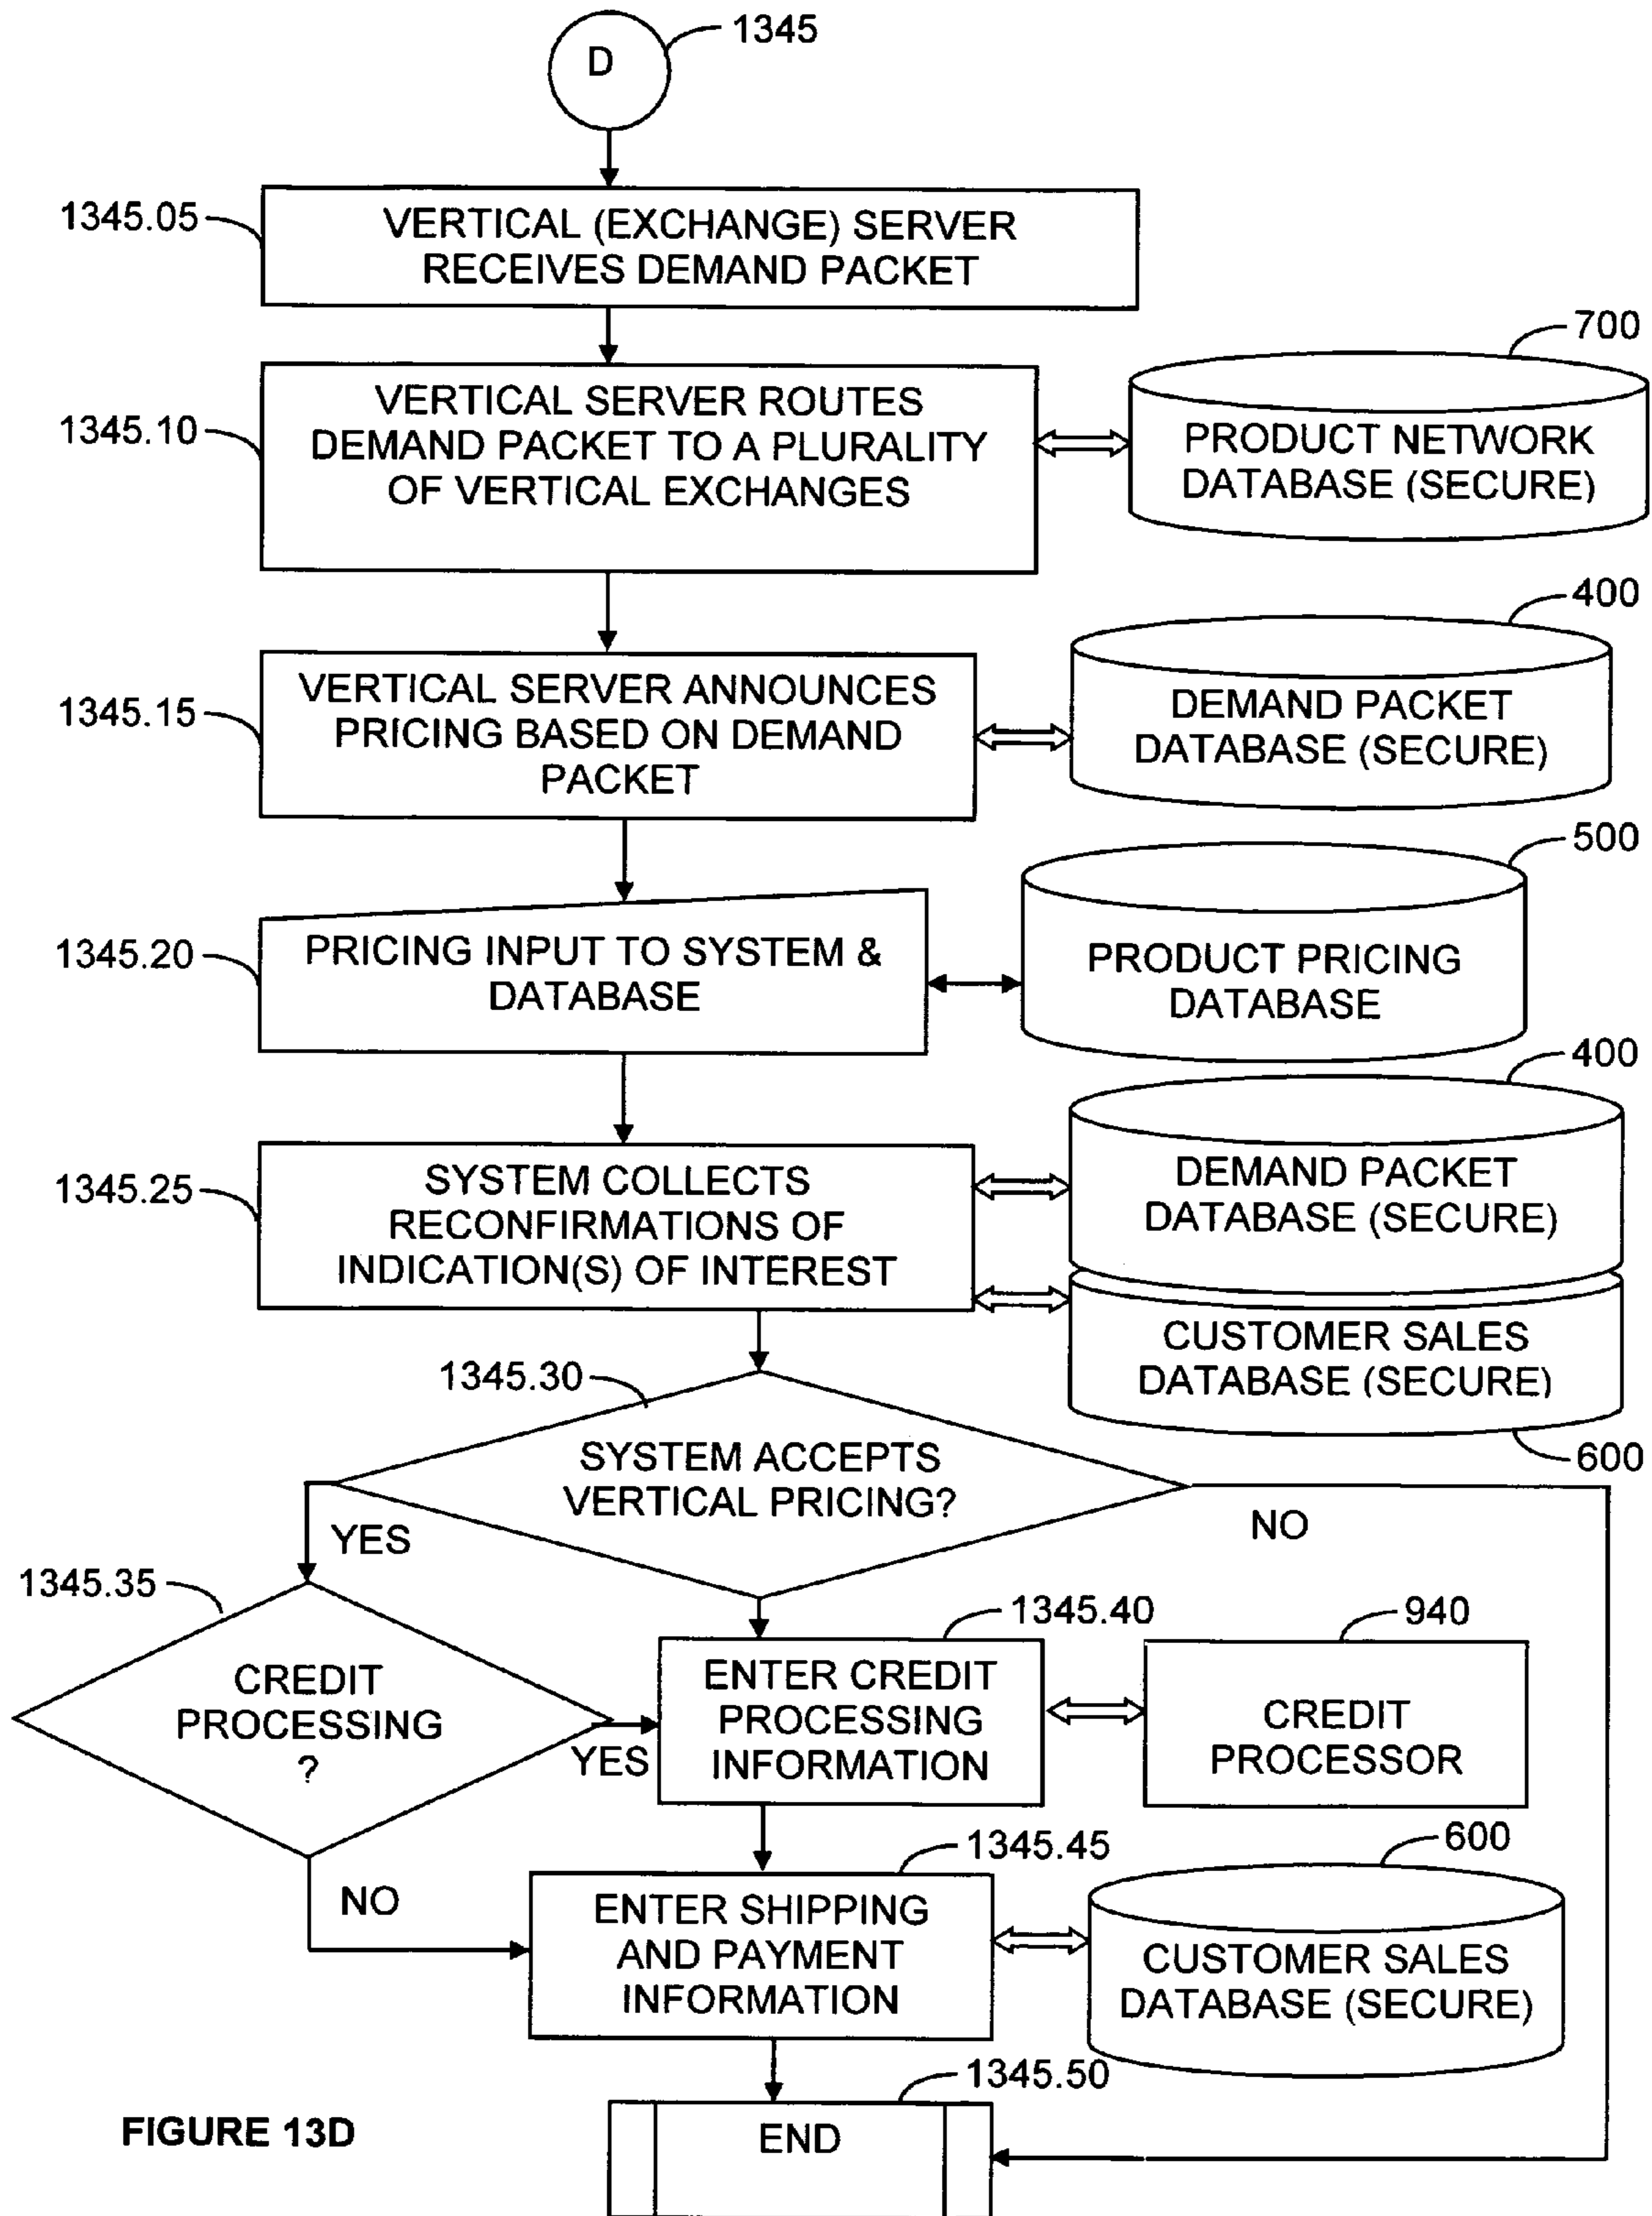 D
1345
1345.05
VERTICAL (EXCHANGE) SERVER
RECEIVES DEMAND PACKET
700
1345.10
VERTICAL SERVER ROUTES
DEMAND PACKET TO A PLURALITY
OF VERTICAL EXCHANGES
PRODUCT NETWORK
DATABASE (SECURE)
400
1345.15
VERTICAL SERVER ANNOUNCES
PRICING BASED ON DEMAND
PACKET
DEMAND PACKET
DATABASE (SECURE)
500
1345.20
PRICING INPUT TO SYSTEM &
DATABASE
PRODUCT PRICING
DATABASE
400
1345.25
SYSTEM COLLECTS
RECONFIRMATIONS OF
INDICATION(S) OF INTEREST
DEMAND PACKET
DATABASE (SECURE)
CUSTOMER SALES
DATABASE (SECURE)
600
1345.30
SYSTEM ACCEPTS
VERTICAL PRICING?
YES
NO
1345.35
CREDIT
PROCESSING
?
YES
NO
1345.40
ENTER CREDIT
PROCESSING
INFORMATION
940
CREDIT
PROCESSOR
1345.45
ENTER SHIPPING
AND PAYMENT
INFORMATION
600
CUSTOMER SALES
DATABASE (SECURE)
1345.50
END
FIGURE 13D